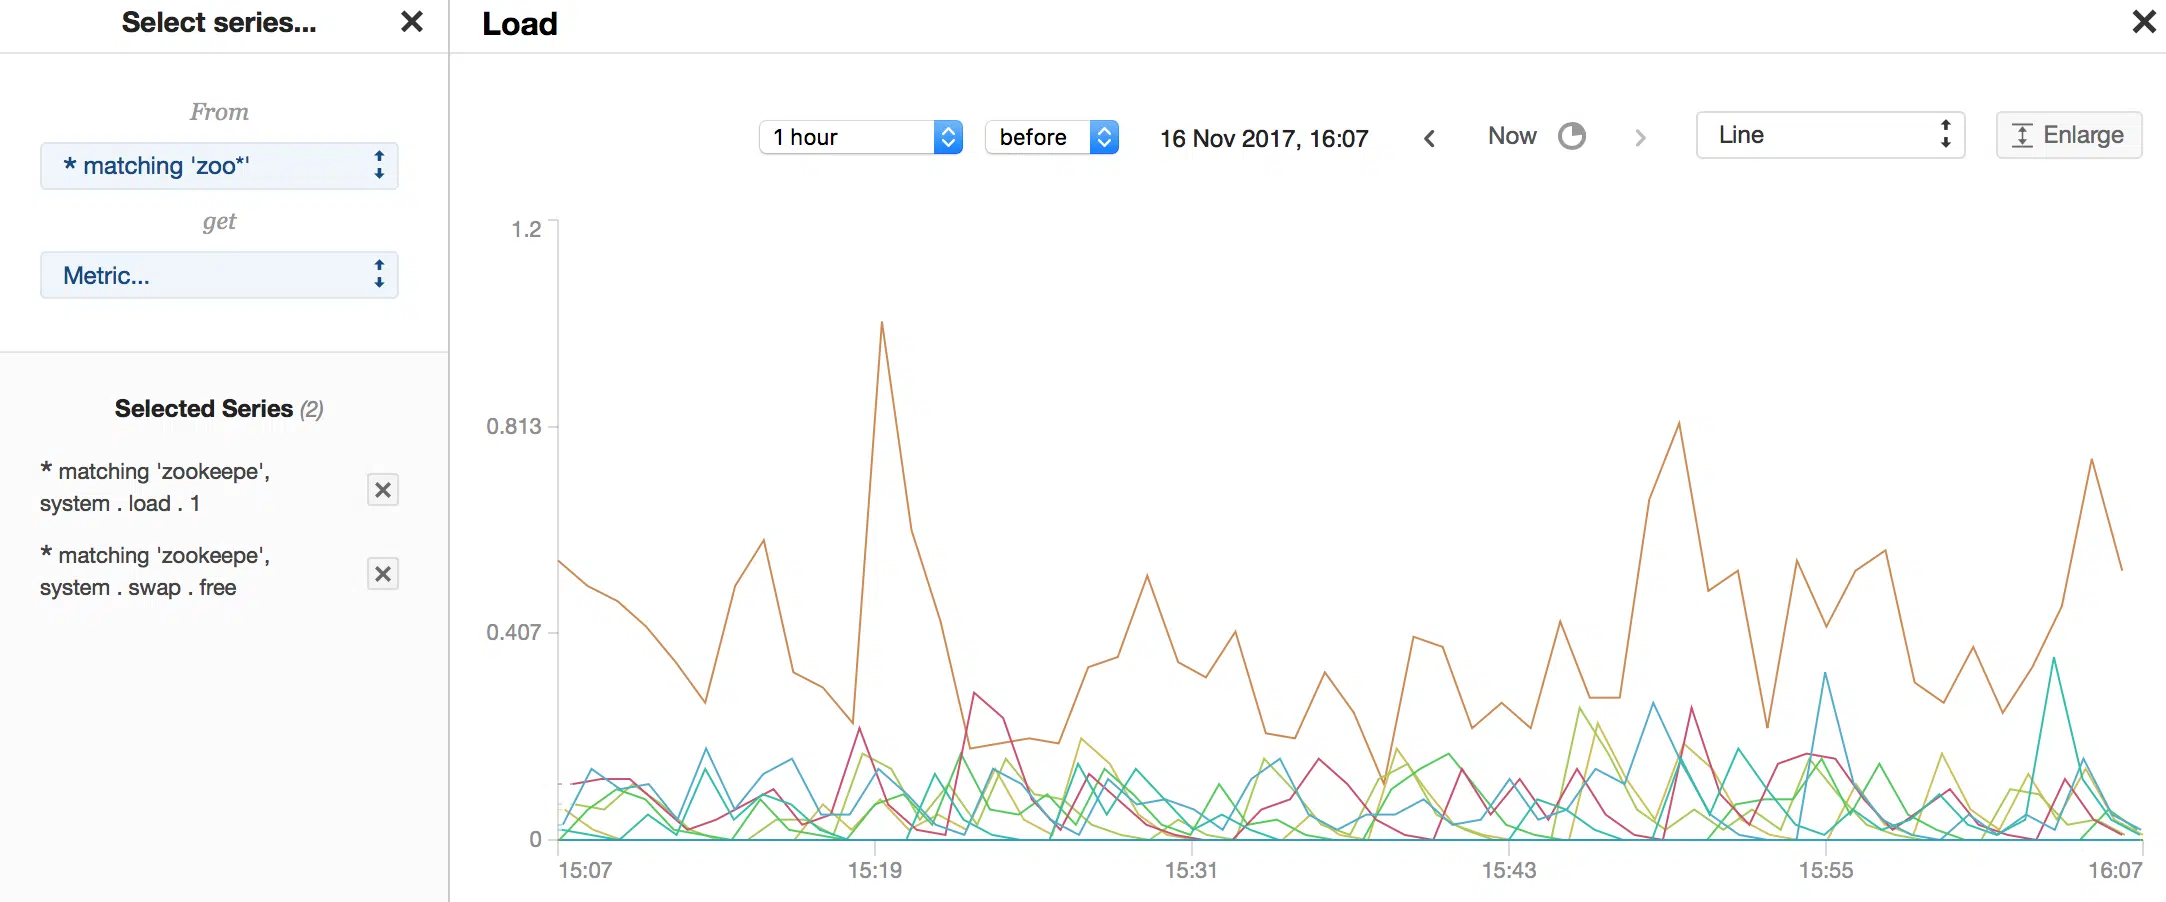 Select series...
From
* matching 'zoo*'
get
Metric...
Selected Series (2)
* matching 'zookeepe',
system . load . 1
* matching 'zookeepe',
system . swap . free
Load
1 hour before 16 Nov 2017, 16:07 Now Line Enlarge
1.2
0.813
0.407
0
15:07 15:19 15:31 15:43 15:55 16:07